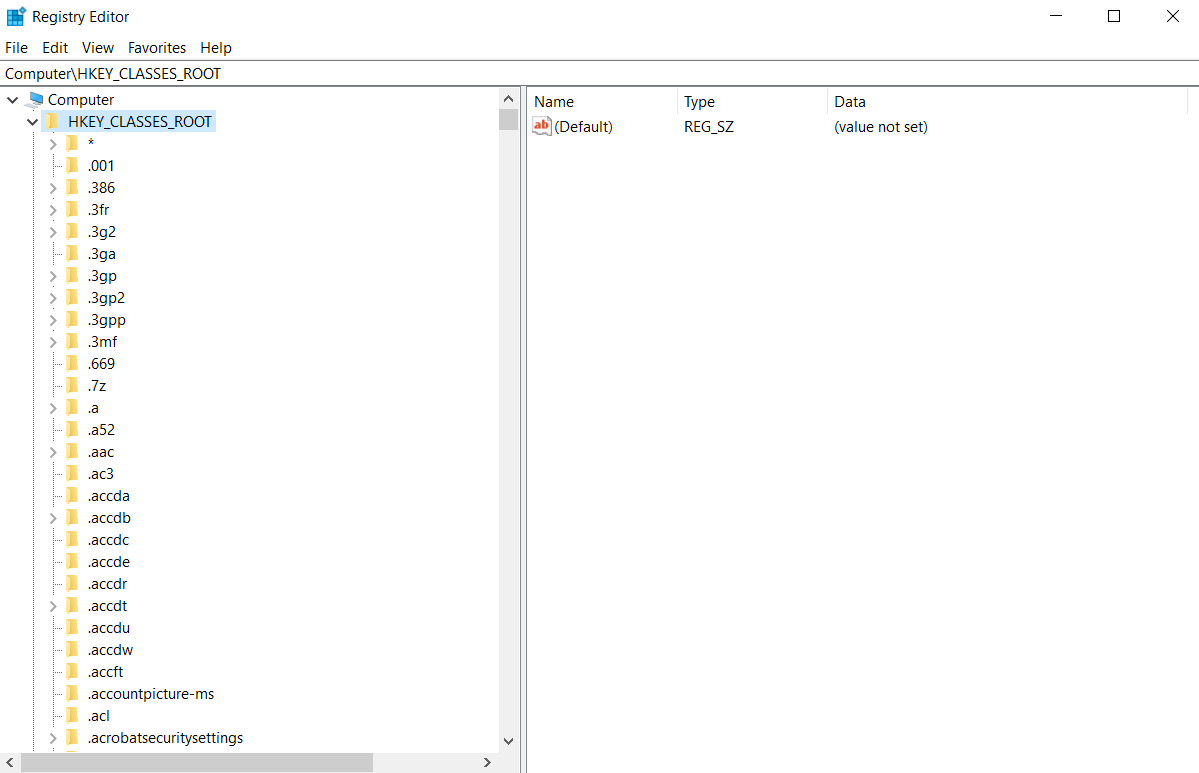 Registry Editor
File Edit View Favorites Help
Computer\HKEY_CLASSES_ROOT
Computer
HKEY_CLASSES_ROOT
*
.001
.386
.3fr
.3g2
.3ga
.3gp
.3gp2
.3gpp
.3mf
.669
.7z
.a
.a52
.aac
.ac3
.accda
.accdb
.accdc
.accde
.accdr
.accdt
.accdu
.accdw
.accft
.accountpicture-ms
.acl
.acrobatsecuritysettings
Name Type Data
ab (Default) REG_SZ (value not set)